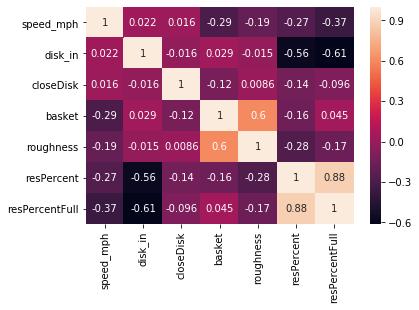 speed_mph 1 0.022 0.016 -0.29 -0.19 -0.27 -0.37
disk_in 0.022 1 -0.016 0.029 -0.015 -0.56 -0.61
closeDisk 0.016 -0.016 1 -0.12 0.0086 -0.14 -0.096
basket -0.29 0.029 -0.12 1 0.6 -0.16 0.045
roughness -0.19 -0.015 0.0086 0.6 1 -0.28 -0.17
resPercent -0.27 -0.56 -0.14 -0.16 -0.28 1 0.88
resPercentFull -0.37 -0.61 -0.096 0.045 -0.17 0.88 1
speed_mph
disk_in
closeDisk
basket
roughness
resPercent
resPercentFull
0.9
0.6
0.3
0.0
-0.3
-0.6